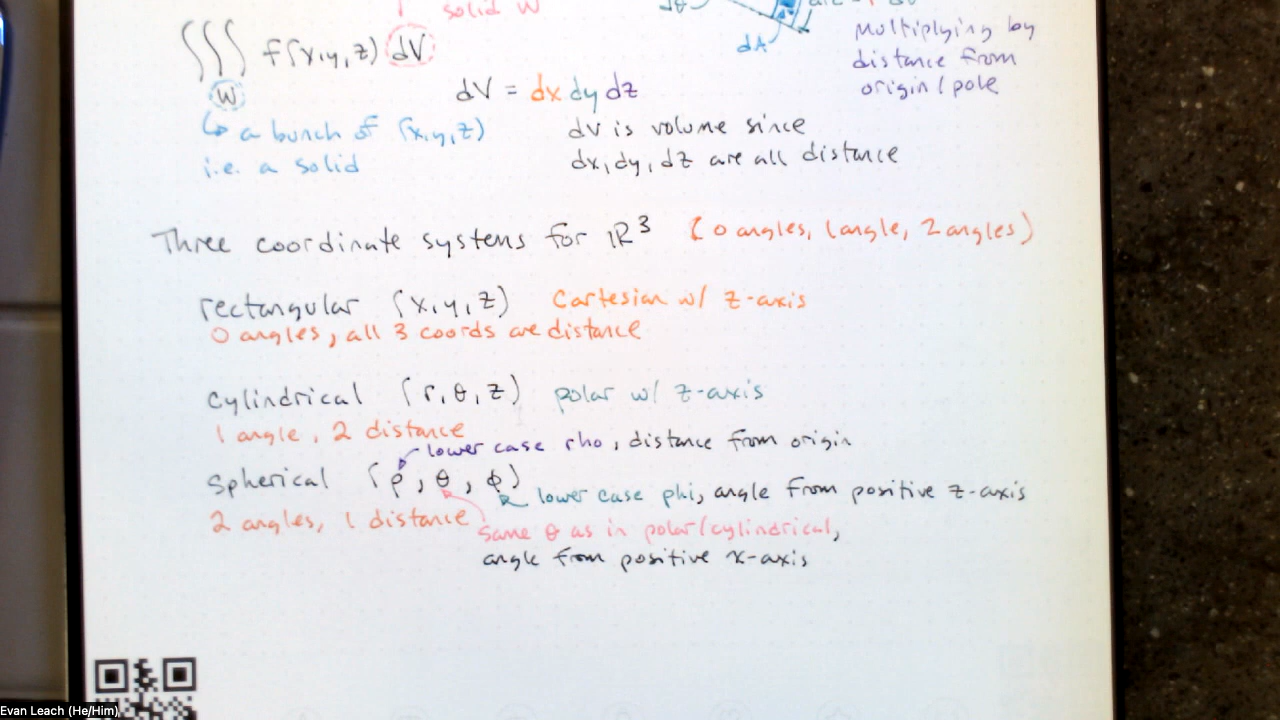 solid W
dθ
∭ f(x,y,z) dV
W
dA
Multiplying by
distance from
origin/pole
dV = dx dy dz
↳ a bunch of (x,y,z)
i.e. a solid
dV is volume since
dx, dy, dz are all distance
Three coordinate systems for ℝ³ (0 angles, 1 angle, 2 angles)
rectangular (x,y,z) Cartesian w/ z-axis
0 angles, all 3 coords are distance
Cylindrical (r,θ,z) polar w/ z-axis
1 angle, 2 distance
lower case rho, distance from origin
Spherical (ρ, θ, ϕ)
lower case phi, angle from positive z-axis
2 angles, 1 distance
same θ as in polar/cylindrical,
angle from positive x-axis
Evan Leach (He/Him)